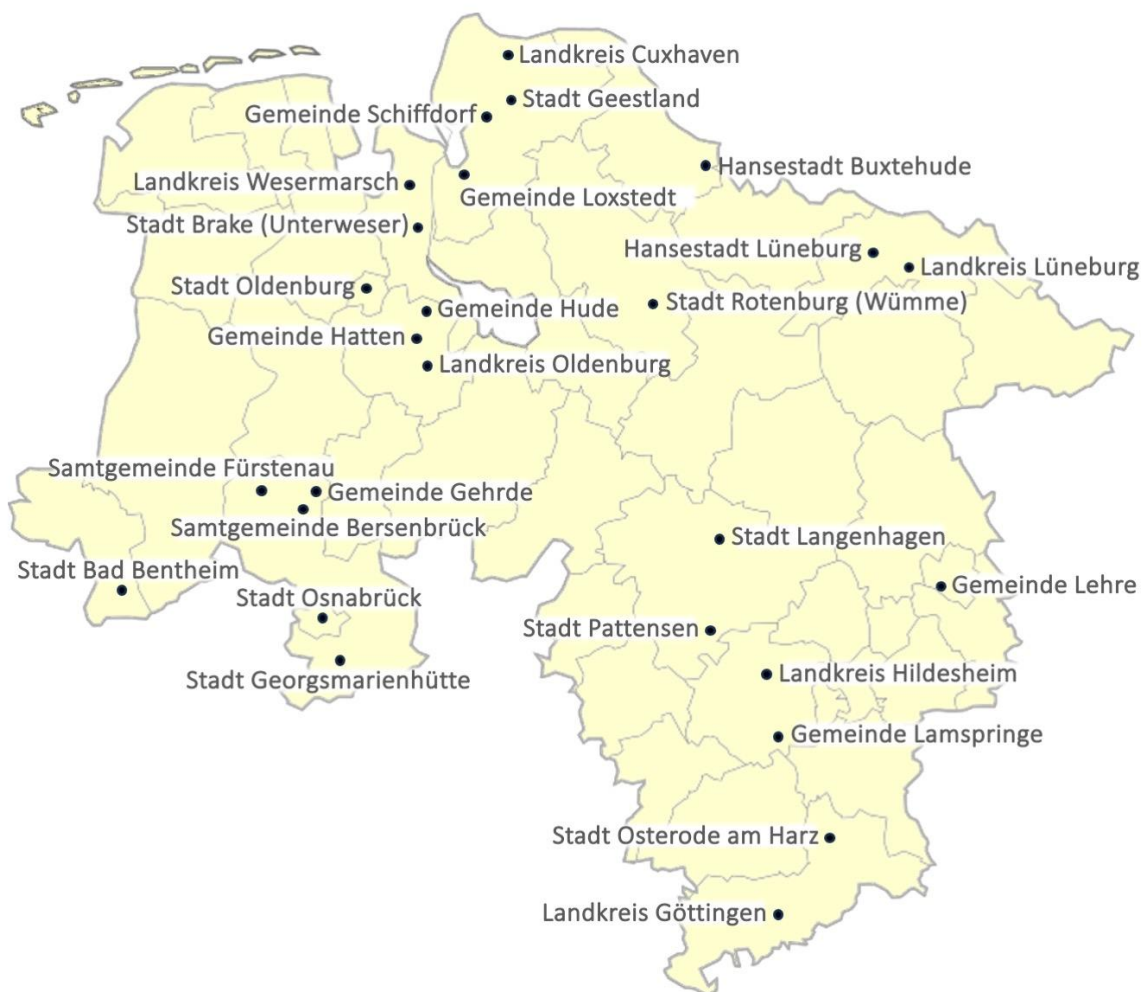 Landkreis Cuxhaven
Stadt Geestland
Gemeinde Schiffdorf
Hansestadt Buxtehude
Landkreis Wesermarsch
Gemeinde Loxstedt
Stadt Brake (Unterweser)
Hansestadt Lüneburg
Landkreis Lüneburg
Stadt Oldenburg
Stadt Rotenburg (Wümme)
Gemeinde Hude
Gemeinde Hatten
Landkreis Oldenburg
Samtgemeinde Fürstenau
Gemeinde Gehrde
Samtgemeinde Bersenbrück
Stadt Langenhagen
Stadt Bad Bentheim
Gemeinde Lehre
Stadt Osnabrück
Stadt Pattensen
Landkreis Hildesheim
Stadt Georgsmarienhütte
Gemeinde Lamspringe
Stadt Osterode am Harz
Landkreis Göttingen